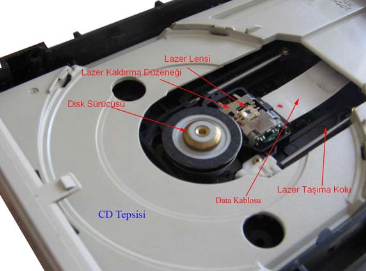 Lazer Lensi
Lazer Kaldırma Düzeneği
Disk Sürücüsü
Data Kablosu
Lazer Taşıma Kolu
CD Tepsisi